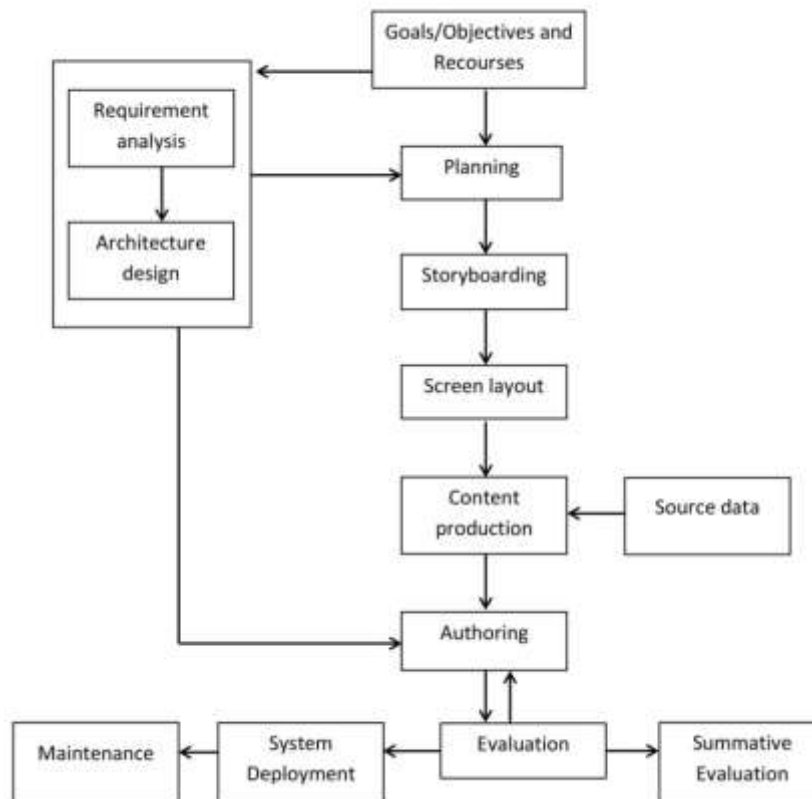 Goals/Objectives and
Recourses
Requirement
analysis
Planning
Architecture
design
Storyboarding
Screen layout
Content
production
Source data
Authoring
Maintenance
System
Deployment
Evaluation
Summative
Evaluation